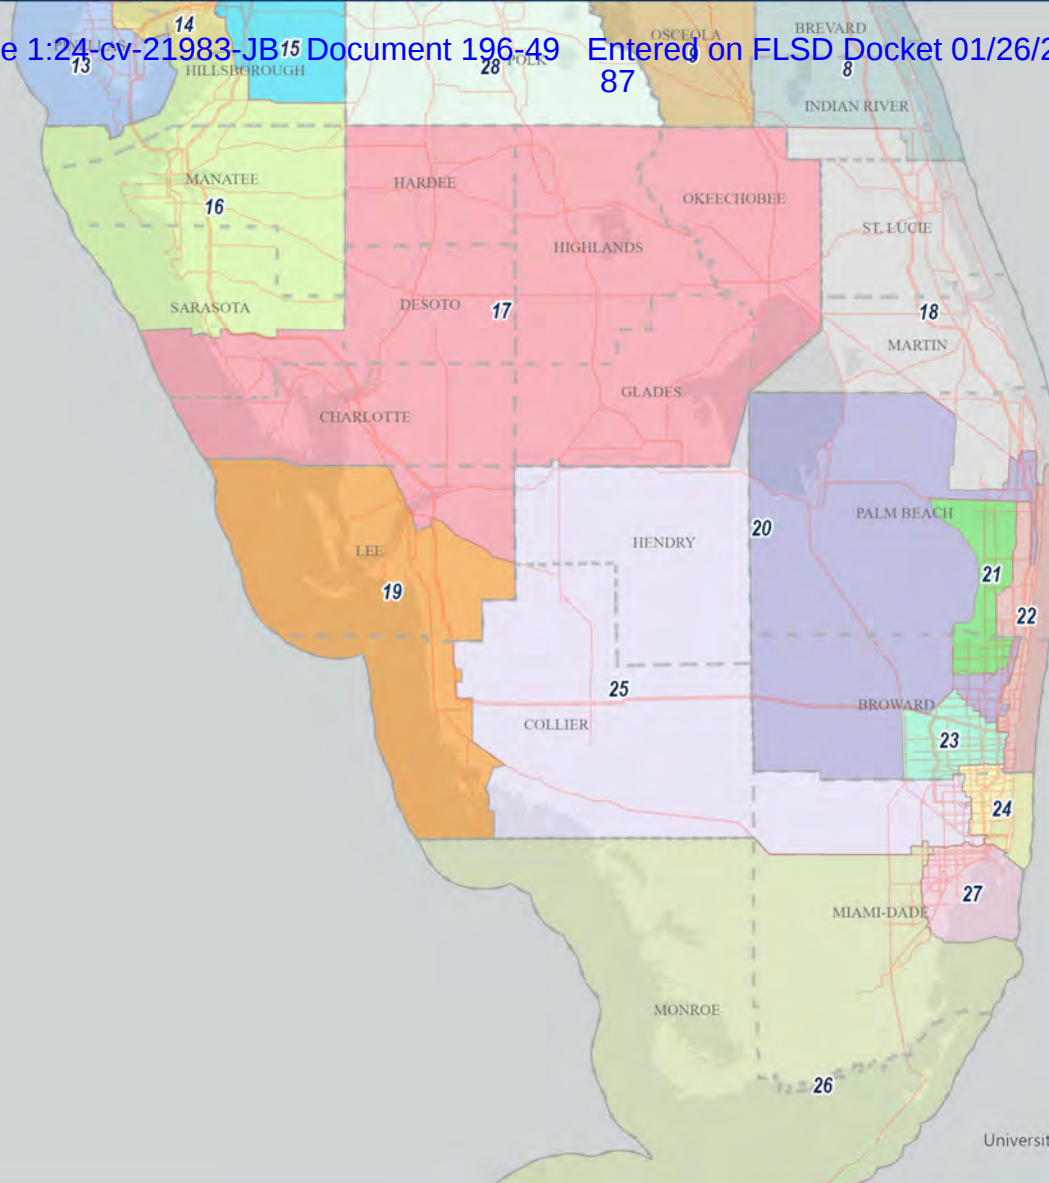 14
BREVARD
OSCEOLA
PINELLAS
e 1:24-cv-21983-JB Document 196-49 Entered on FLSD Docket 01/26/2
87
13
15
HILLSBOROUGH
28
POLK
9
8
INDIAN RIVER
MANATEE
16
HARDEE
OKEECHOBEE
ST. LUCIE
HIGHLANDS
SARASOTA
DESOTO
17
18
MARTIN
GLADES
CHARLOTTE
PALM BEACH
20
HENDRY
LEE
19
21
22
25
COLLIER
BROWARD
23
24
27
MIAMI-DADE
MONROE
26
Universit